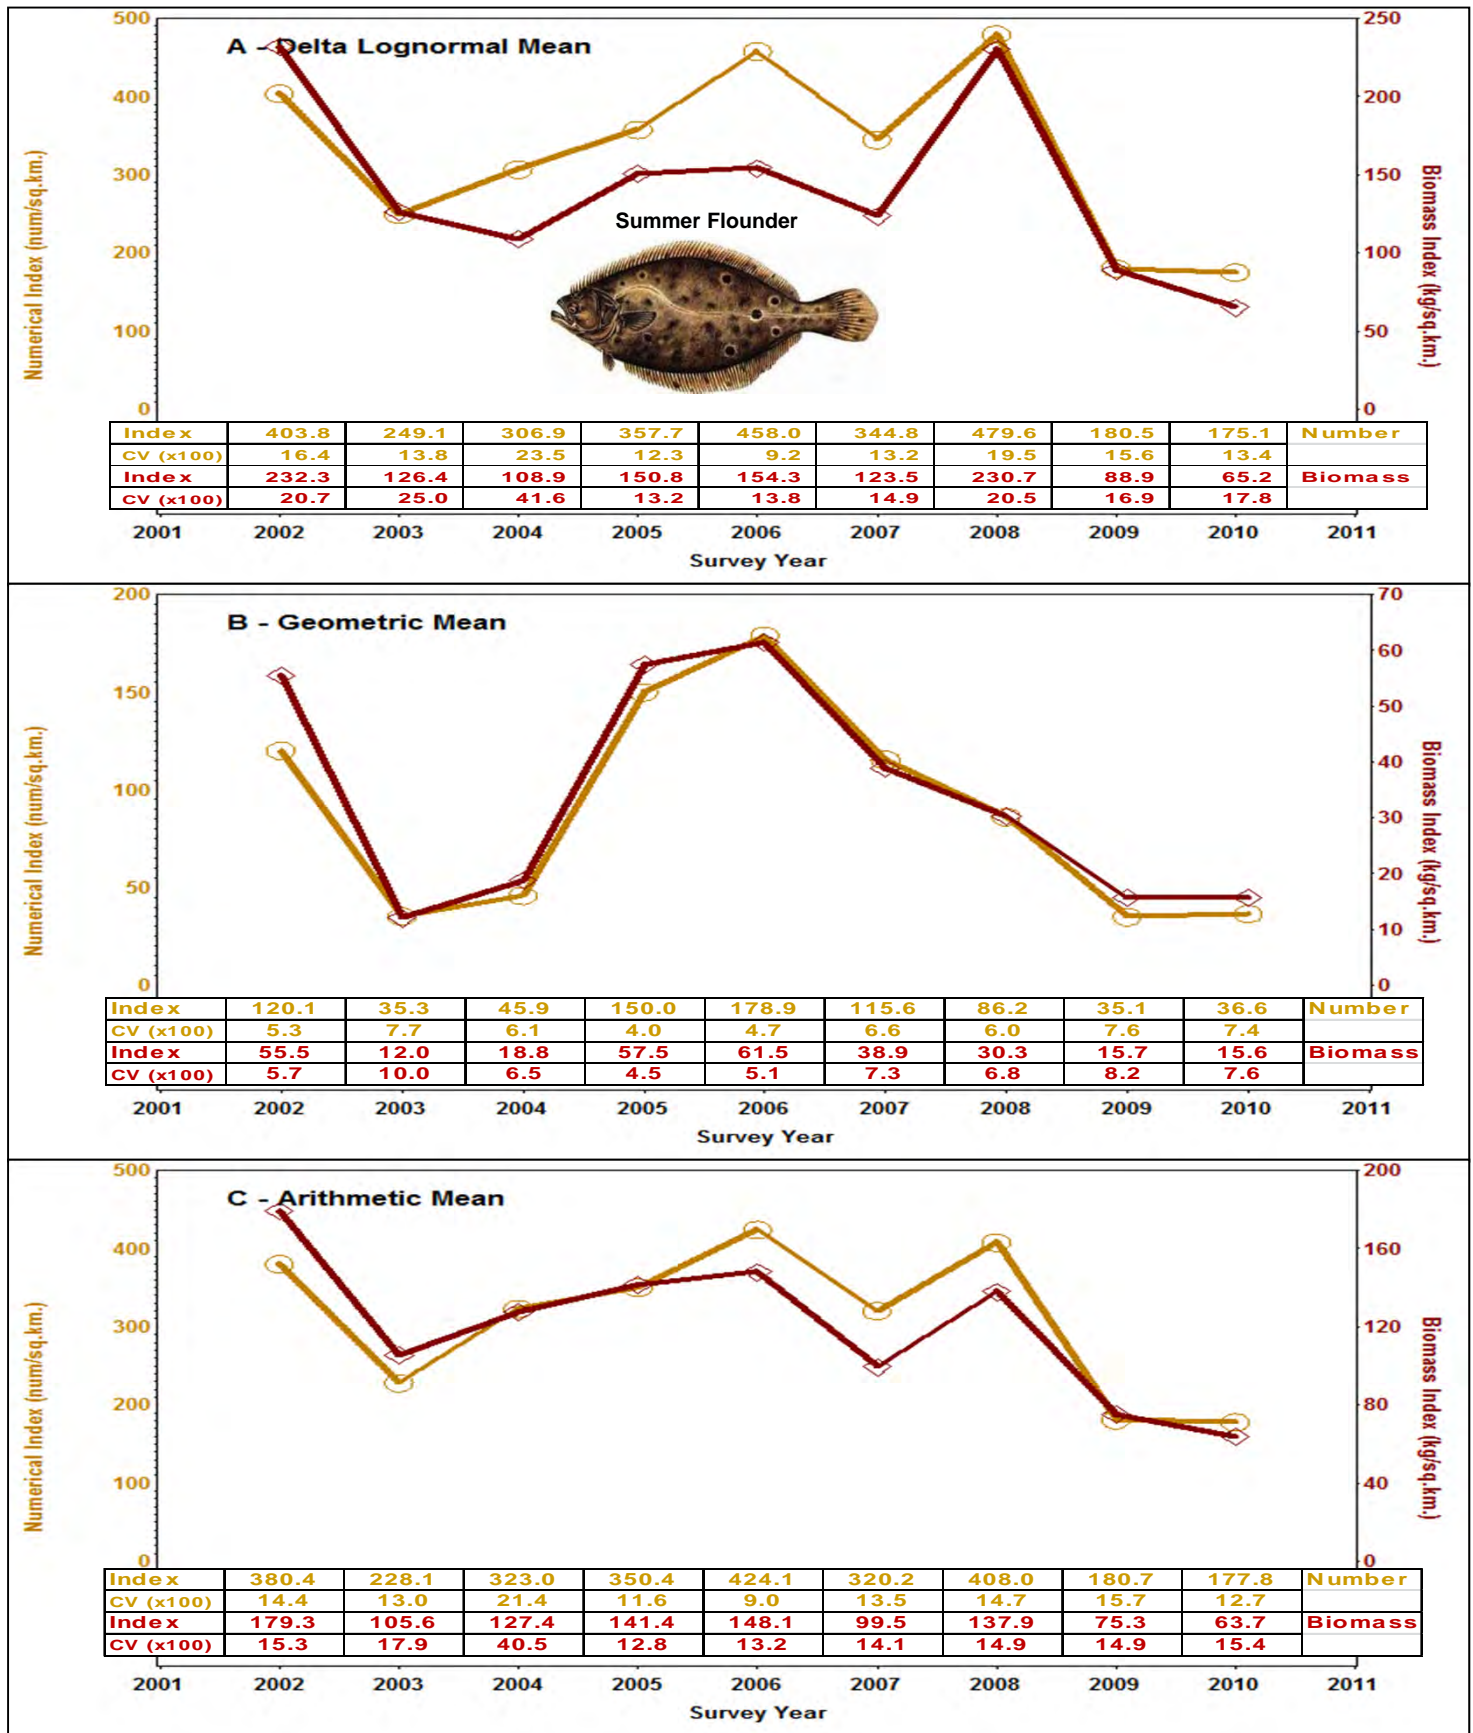 A - Delta Lognormal Mean
500
400
300
200
100
0
Numerical Index (num/sq.km.)
250
200
150
100
50
0
Biomass Index (kg/sq.km.)
Summer Flounder
Index 403.8 249.1 306.9 357.7 458.0 344.8 479.6 180.5 175.1 Number
CV (x100) 16.4 13.8 23.5 12.3 9.2 13.2 19.5 15.6 13.4
Index 232.3 126.4 108.9 150.8 154.3 123.5 230.7 88.9 65.2 Biomass
CV (x100) 20.7 25.0 41.6 13.2 13.8 14.9 20.5 16.9 17.8
2001 2002 2003 2004 2005 2006 2007 2008 2009 2010 2011
Survey Year
B - Geometric Mean
200
150
100
50
0
Numerical Index (num/sq.km.)
70
60
50
40
30
20
10
0
Biomass Index (kg/sq.km.)
Index 120.1 35.3 45.9 150.0 178.9 115.6 86.2 35.1 36.6 Number
CV (x100) 5.3 7.7 6.1 4.0 4.7 6.6 6.0 7.6 7.4
Index 55.5 12.0 18.8 57.5 61.5 38.9 30.3 15.7 15.6 Biomass
CV (x100) 5.7 10.0 6.5 4.5 5.1 7.3 6.8 8.2 7.6
2001 2002 2003 2004 2005 2006 2007 2008 2009 2010 2011
Survey Year
C - Arithmetic Mean
500
400
300
200
100
0
Numerical Index (num/sq.km.)
200
160
120
80
40
0
Biomass Index (kg/sq.km.)
Index 380.4 228.1 323.0 350.4 424.1 320.2 408.0 180.7 177.8 Number
CV (x100) 14.4 13.0 21.4 11.6 9.0 13.5 14.7 15.7 12.7
Index 179.3 105.6 127.4 141.4 148.1 99.5 137.9 75.3 63.7 Biomass
CV (x100) 15.3 17.9 40.5 12.8 13.2 14.1 14.9 14.9 15.4
2001 2002 2003 2004 2005 2006 2007 2008 2009 2010 2011
Survey Year